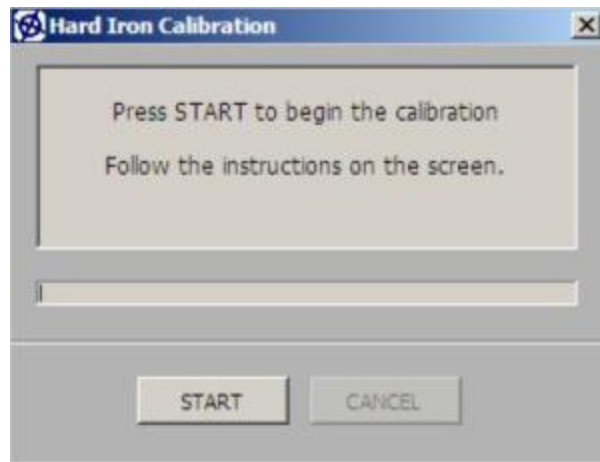 Hard Iron Calibration
Press START to begin the calibration
Follow the instructions on the screen.
START
CANCEL